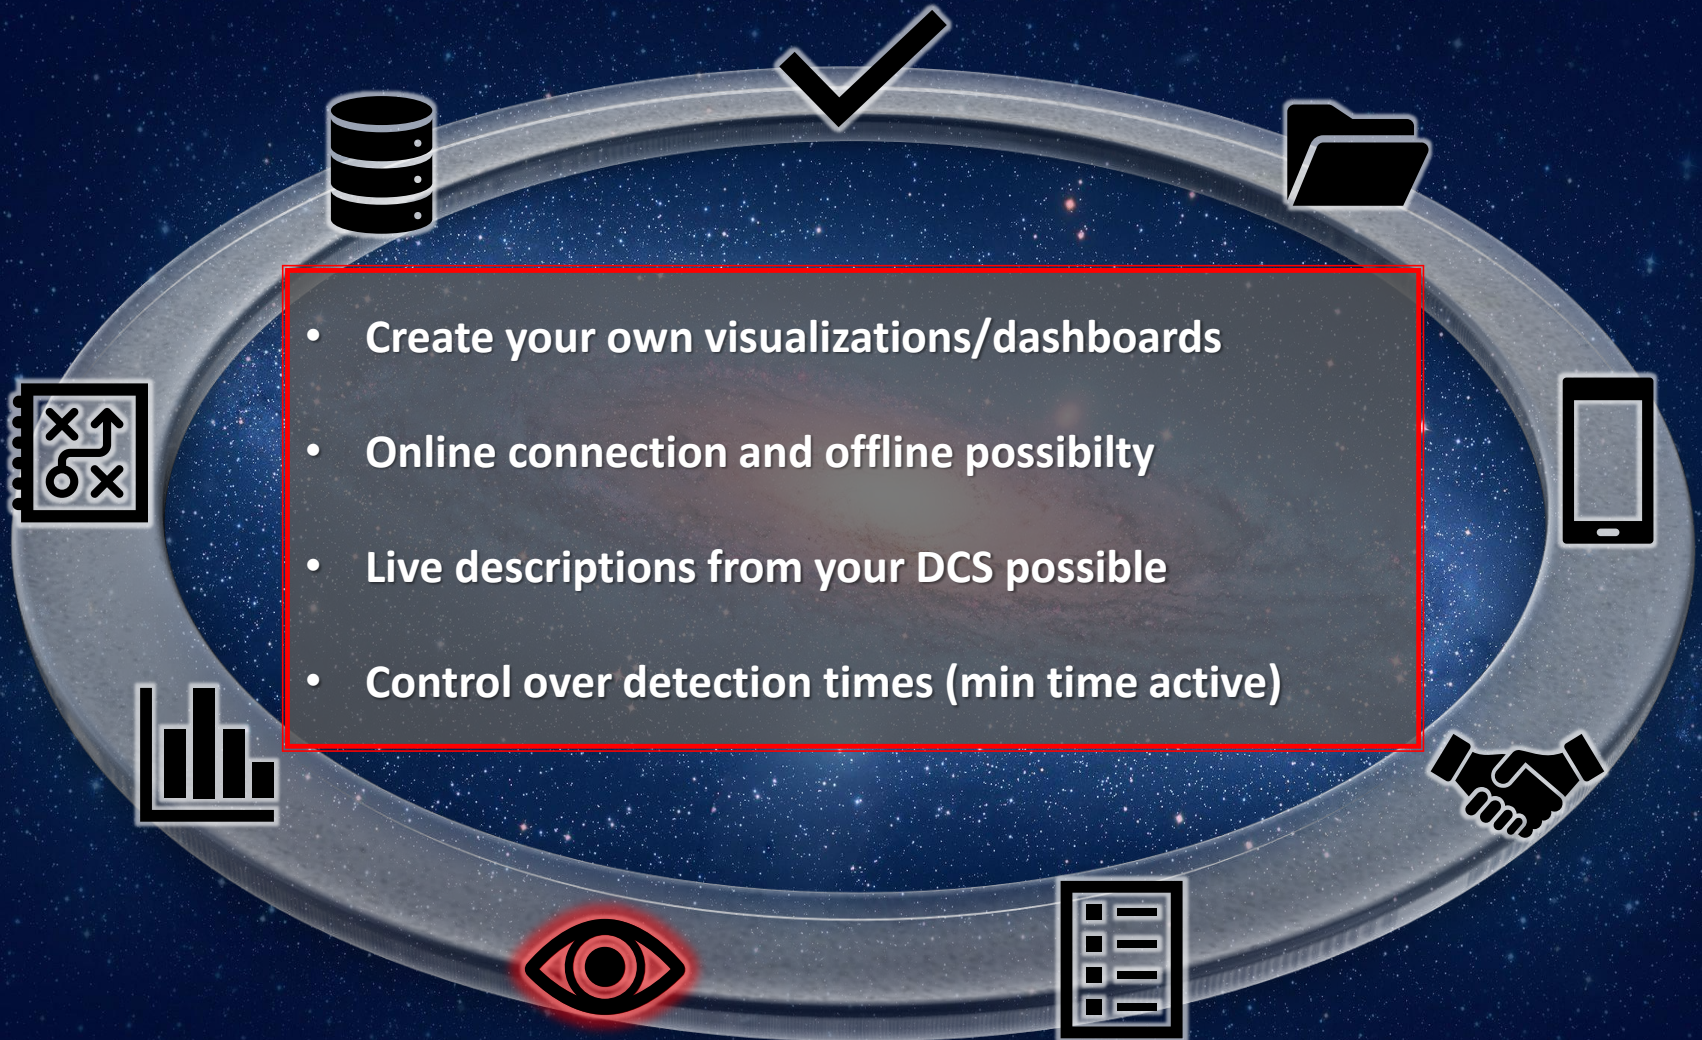 • Create your own visualizations/dashboards
• Online connection and offline possibilty
• Live descriptions from your DCS possible
• Control over detection times (min time active)